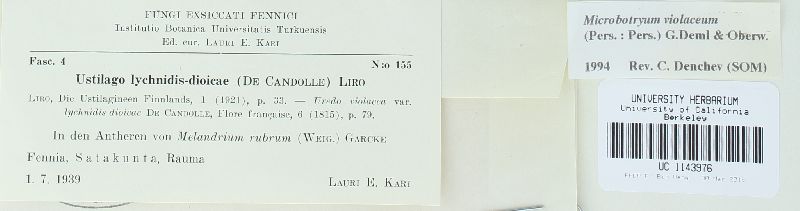 FUNGI EXSICCATI FENNICI
Instituto Botanica Universitatis Turkuensis
Ed. cur. LAURI E. KARI
Fasc. 4 N:o 155
Ustilago lychnidis-dioicae (DE CANDOLLE) LIRO
LIRO, Die Ustilagineen Finnlands, 1 (1921), p. 33. — Uredo violacea var.
lychnidis dioicae DE CANDOLLE, Flore française, 6 (1815), p. 79.
In den Antheren von Melandrium rubrum (WEIG.) GARCKE
Fennia, Satakunta, Rauma
1. 7. 1939 LAURI E. KARI
Microbotryum violaceum
(Pers. : Pers.) G.Deml & Oberw.
1994 Rev. C. Denchev (SOM)
UNIVERSITY HERBARIUM
University of California
Berkeley
UC 1143976